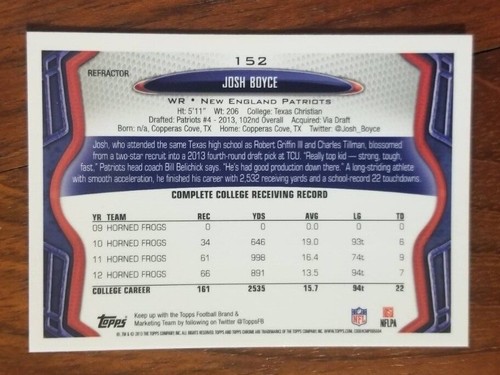 152
REFRACTOR
JOSH BOYCE
WR • NEW ENGLAND PATRIOTS
Ht: 5'11" Wt: 206 College: Texas Christian
Drafted: Patriots #4 - 2013, 102nd Overall Acquired: Via Draft
Born: n/a, Copperas Cove, TX Home: Copperas Cove, TX Twitter: @Josh_Boyce
Josh, who attended the same Texas high school as Robert Griffin III and Charles Tillman, blossomed
from a two-star recruit into a 2013 fourth-round draft pick at TCU. "Really top kid — strong, tough,
fast," Patriots head coach Bill Belichick says. "He's had good production down there." A long-striding athlete
with smooth acceleration, he finished his career with 2,532 receiving yards and a school-record 22 touchdowns.
COMPLETE COLLEGE RECEIVING RECORD
YR TEAM REC YDS AVG LG TD
09 HORNED FROGS 0 0 0.0 0 0
10 HORNED FROGS 34 646 19.0 93t 6
11 HORNED FROGS 61 998 16.4 74t 9
12 HORNED FROGS 66 891 13.5 94t 7
COLLEGE CAREER 161 2535 15.7 94t 22
Topps
Keep up with the Topps Football Brand &
Marketing Team by following on Twitter @ToppsFB
NFL
NFLPA